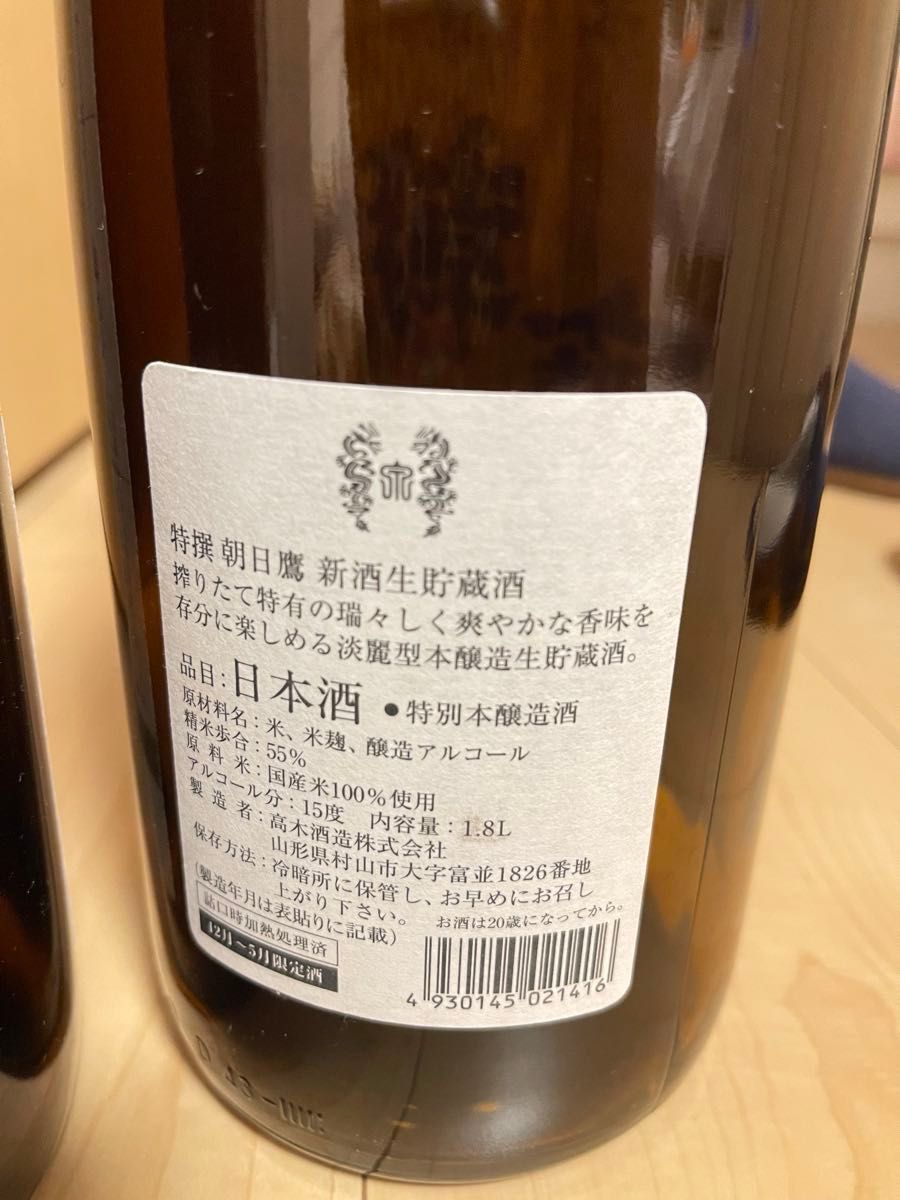 特撰 朝日鷹 新酒生貯蔵酒
搾りたて特有の瑞々しく爽やかな香味を
存分に楽しめる淡麗型本醸造生貯蔵酒。
品目:日本酒 ●特別本醸造酒
原材料名:米、米麹、醸造アルコール
精米歩合:55%
原料米:国産米100%使用
アルコール分:15度 内容量:1.8L
製造者:高木酒造株式会社
山形県村山市大字富並1826番地
保存方法:冷暗所に保管し、お早めにお召し
上がり下さい。
お酒は20歳になってから。
(製造年月は表貼りに記載)
詰口時加熱処理済
12月〜5月限定酒
4 930145 021416